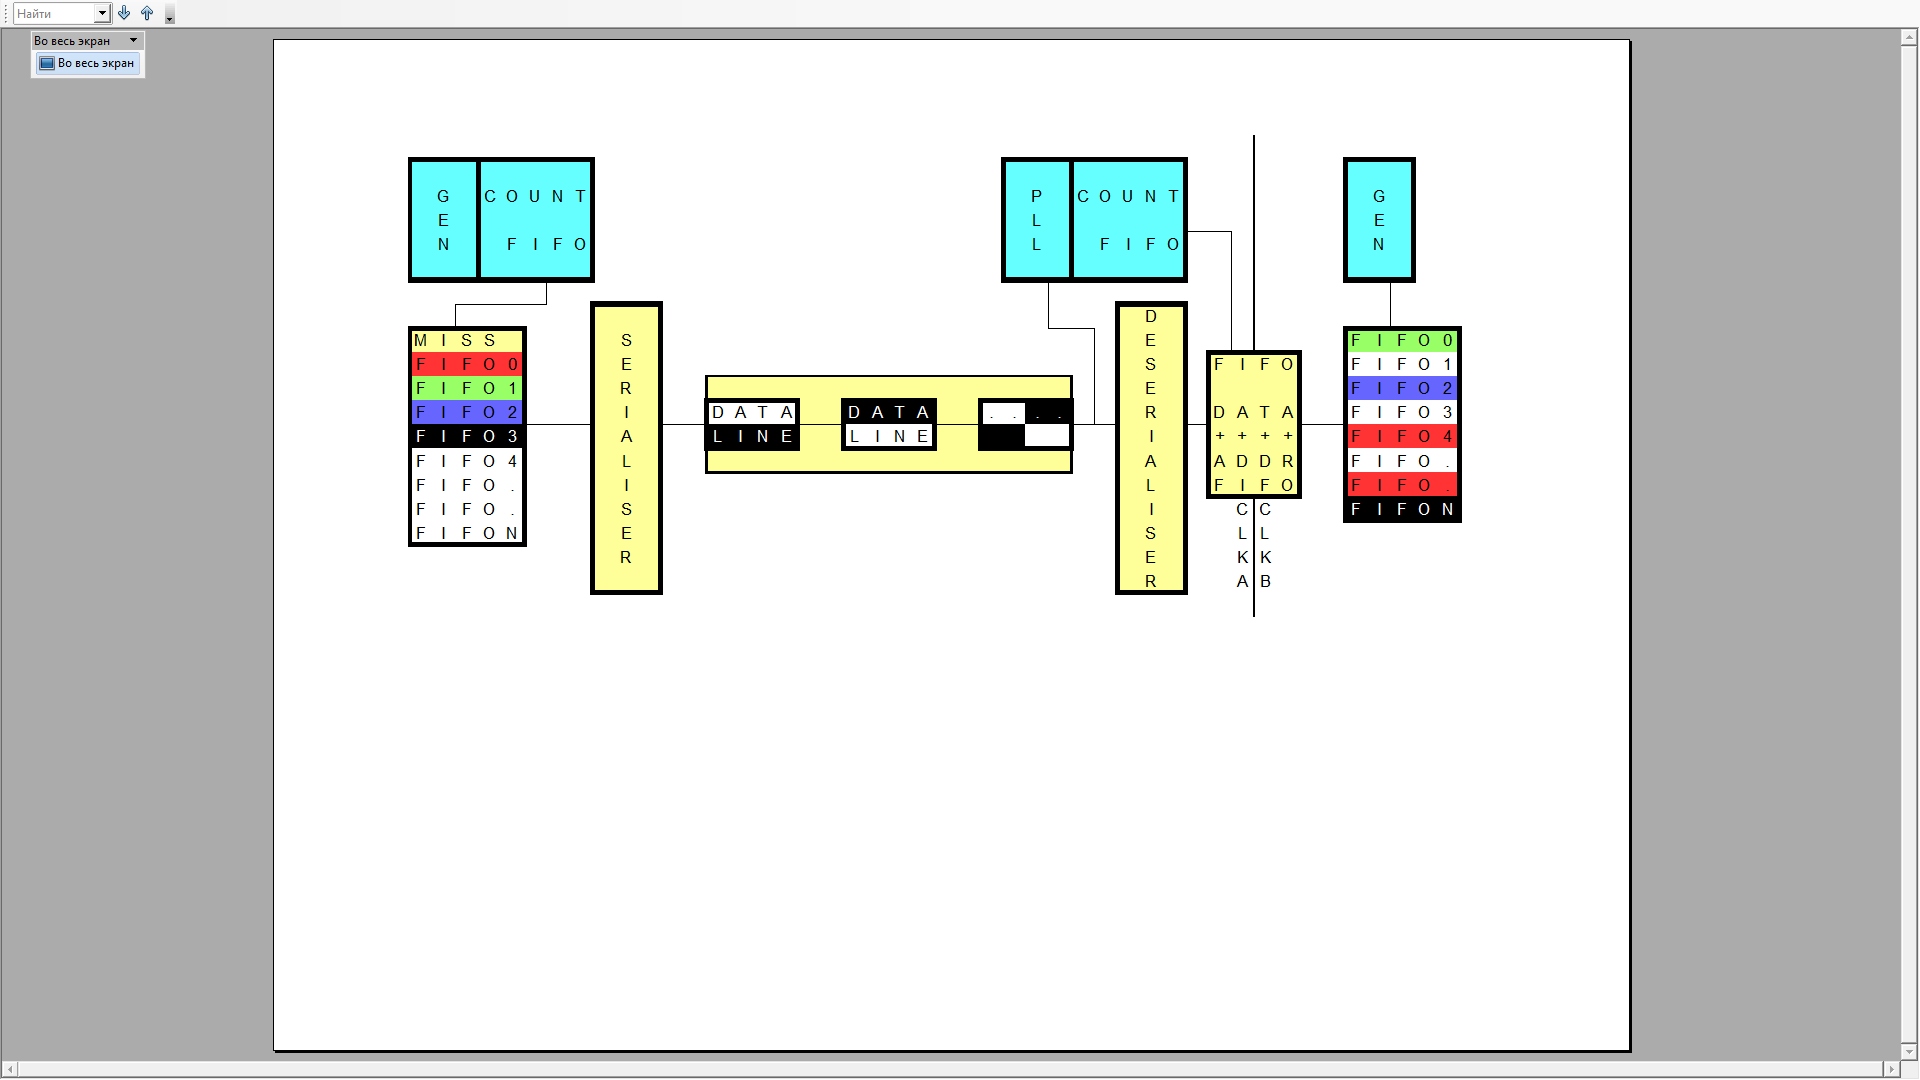 Найти
Во весь экран
Во весь экран
GEN
COUNT
FIFO
PLL
COUNT
FIFO
GEN
MISS
FIFO0
FIFO1
FIFO2
FIFO3
FIFO4
FIFO.
FIFO.
FIFON
SERIALISER
DATA
LINE
DATA
LINE
....
DESERIALISER
FIFO
DATA
++++
ADDR
FIFO
CLKA
CLKB
FIFO0
FIFO1
FIFO2
FIFO3
FIFO4
FIFO.
FIFO.
FIFON